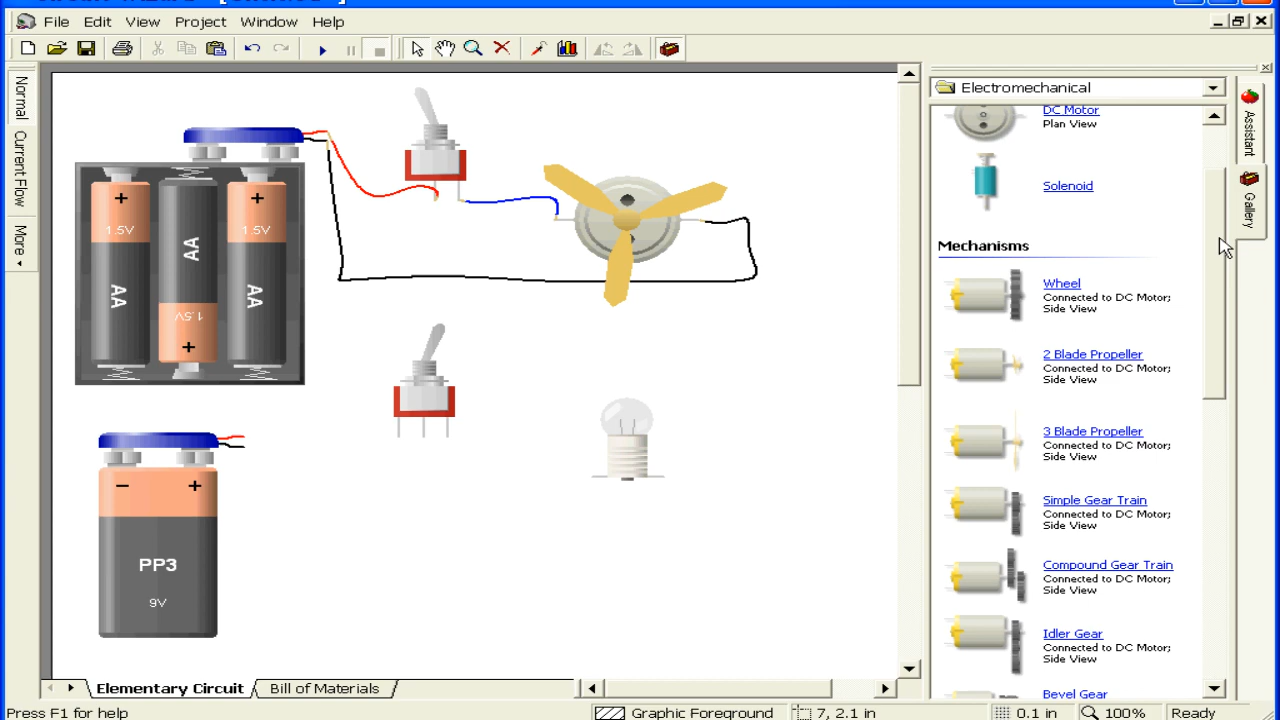 File Edit View Project Window Help
Normal
Current Flow
More
Electromechanical
Assistant
Gallery
DC Motor
Plan View
Solenoid
Mechanisms
Wheel
Connected to DC Motor;
Side View
2 Blade Propeller
Connected to DC Motor;
Side View
3 Blade Propeller
Connected to DC Motor;
Side View
Simple Gear Train
Connected to DC Motor;
Side View
Compound Gear Train
Connected to DC Motor;
Side View
Idler Gear
Connected to DC Motor;
Side View
Bevel Gear
+ + +
1.5V 1.5V 1.5V
AA AA AA
− +
PP3
9V
Elementary Circuit Bill of Materials
Press F1 for help Graphic Foreground 7, 2.1 in 0.1 in 100% Ready